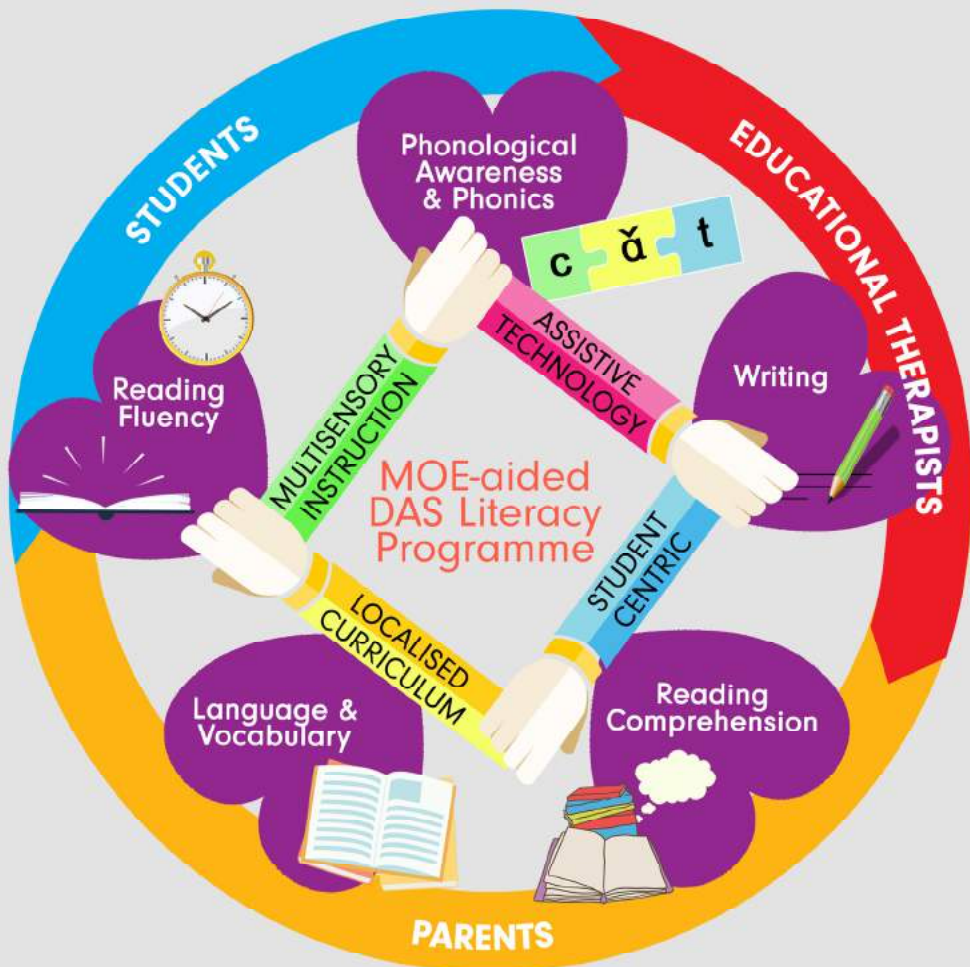 STUDENTS
EDUCATIONAL THERAPISTS
Phonological
Awareness
& Phonics
c ă t
Reading
Fluency
Writing
MULTISENSORY
INSTRUCTION
ASSISTIVE
TECHNOLOGY
MOE-aided
DAS Literacy
Programme
STUDENT
CENTRIC
LOCALISED
CURRICULUM
Language &
Vocabulary
Reading
Comprehension
PARENTS